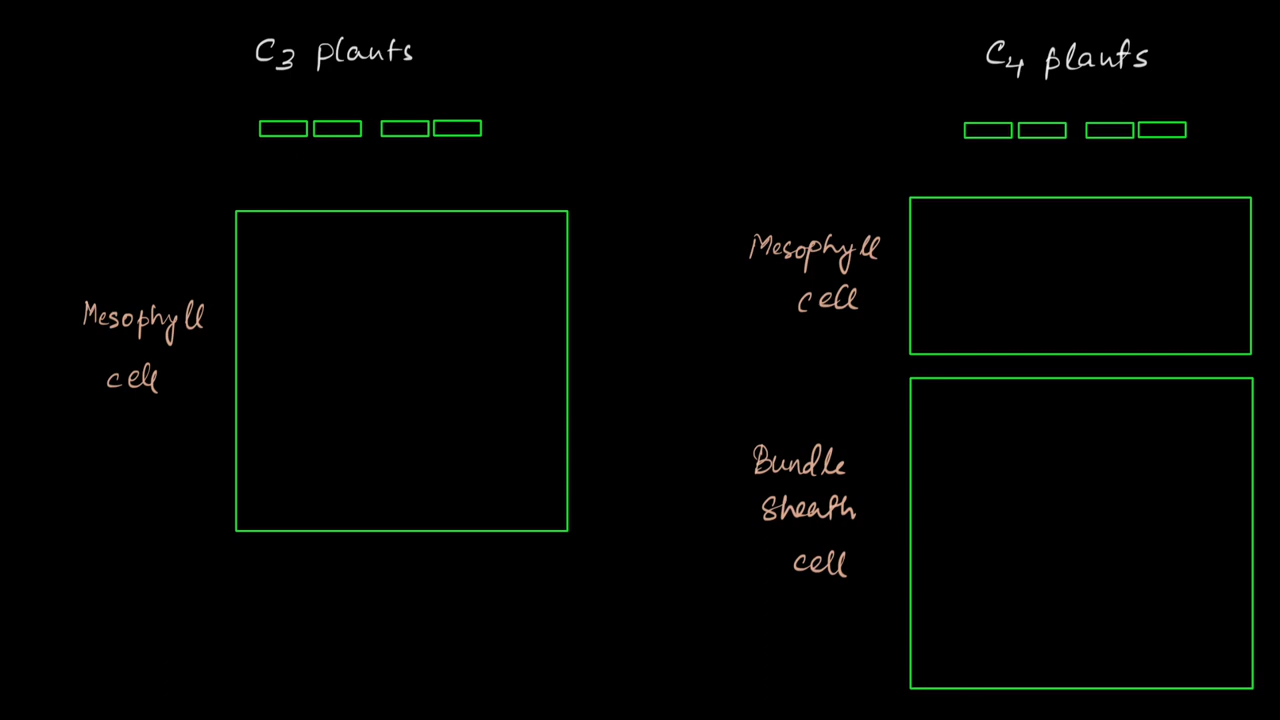 C3 plants
C4 plants
Mesophyll
cell
Mesophyll
cell
Bundle
Sheath
cell